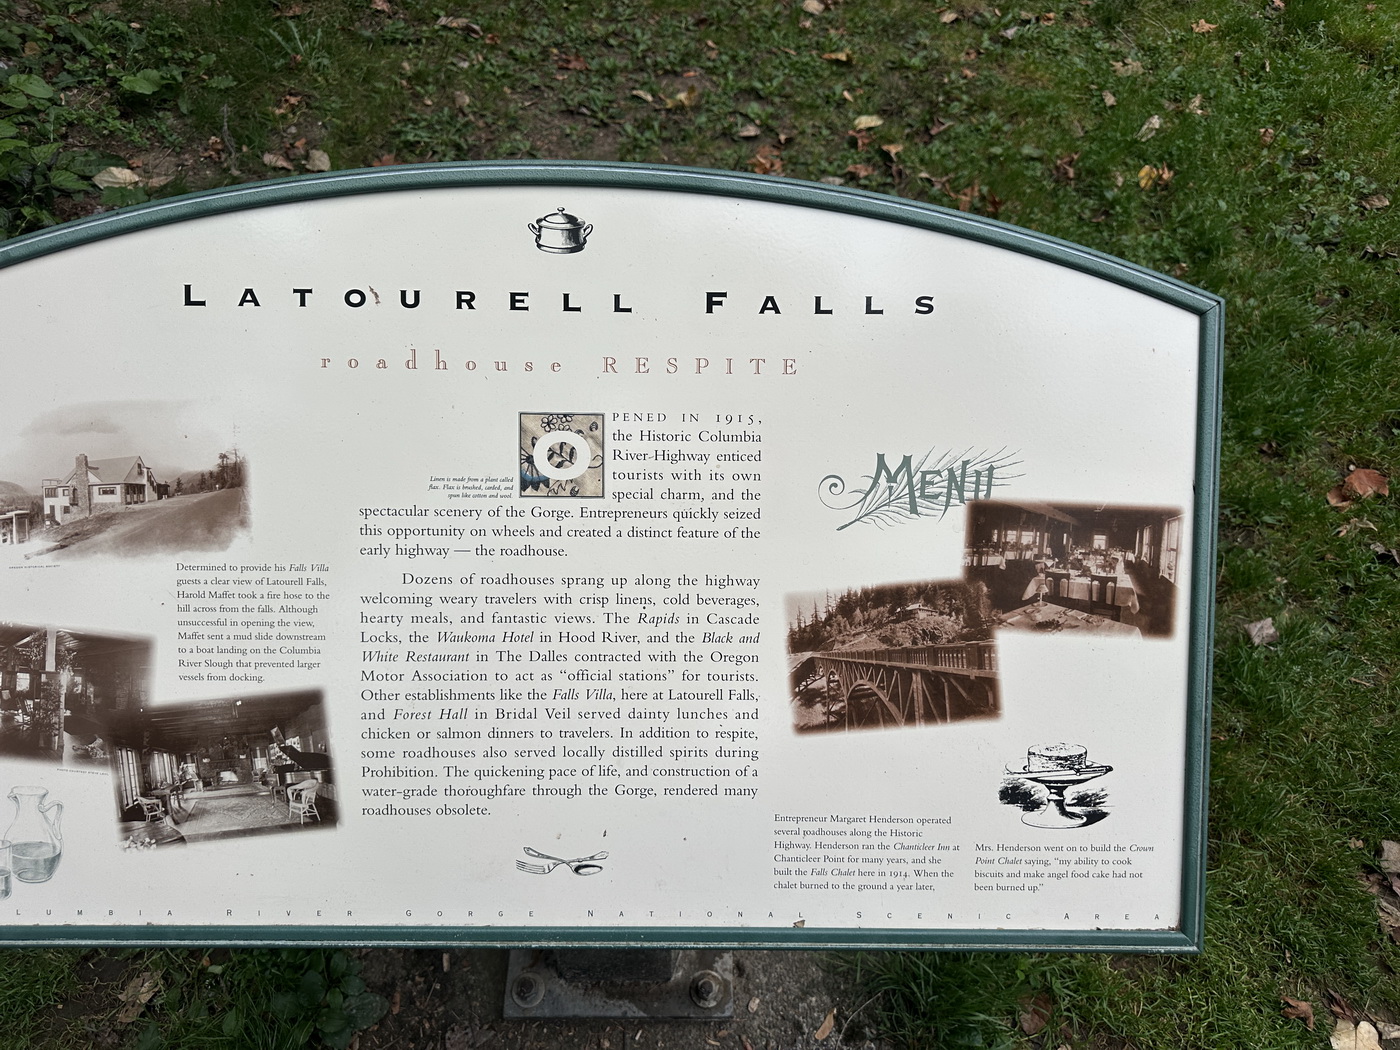 LATOURELL FALLS
roadhouse RESPITE
OPENED IN 1915,
the Historic Columbia
River Highway enticed
tourists with its own
special charm, and the
spectacular scenery of the Gorge. Entrepreneurs quickly seized
this opportunity on wheels and created a distinct feature of the
early highway — the roadhouse.
Linen is made from a plant called
flax. Flax is brushed, carded, and
spun like cotton and wool.
Dozens of roadhouses sprang up along the highway
welcoming weary travelers with crisp linens, cold beverages,
hearty meals, and fantastic views. The Rapids in Cascade
Locks, the Waukoma Hotel in Hood River, and the Black and
White Restaurant in The Dalles contracted with the Oregon
Motor Association to act as “official stations” for tourists.
Other establishments like the Falls Villa, here at Latourell Falls,
and Forest Hall in Bridal Veil served dainty lunches and
chicken or salmon dinners to travelers. In addition to respite,
some roadhouses also served locally distilled spirits during
Prohibition. The quickening pace of life, and construction of a
water-grade thoroughfare through the Gorge, rendered many
roadhouses obsolete.
OREGON HISTORICAL SOCIETY
Determined to provide his Falls Villa
guests a clear view of Latourell Falls,
Harold Maffet took a fire hose to the
hill across from the falls. Although
unsuccessful in opening the view,
Maffet sent a mud slide downstream
to a boat landing on the Columbia
River Slough that prevented larger
vessels from docking.
MENU
Entrepreneur Margaret Henderson operated
several roadhouses along the Historic
Highway. Henderson ran the Chanticleer Inn at
Chanticleer Point for many years, and she
built the Falls Chalet here in 1914. When the
chalet burned to the ground a year later,
Mrs. Henderson went on to build the Crown
Point Chalet saying, “my ability to cook
biscuits and make angel food cake had not
been burned up.”
LUMBIA RIVER GORGE NATIONAL SCENIC AREA